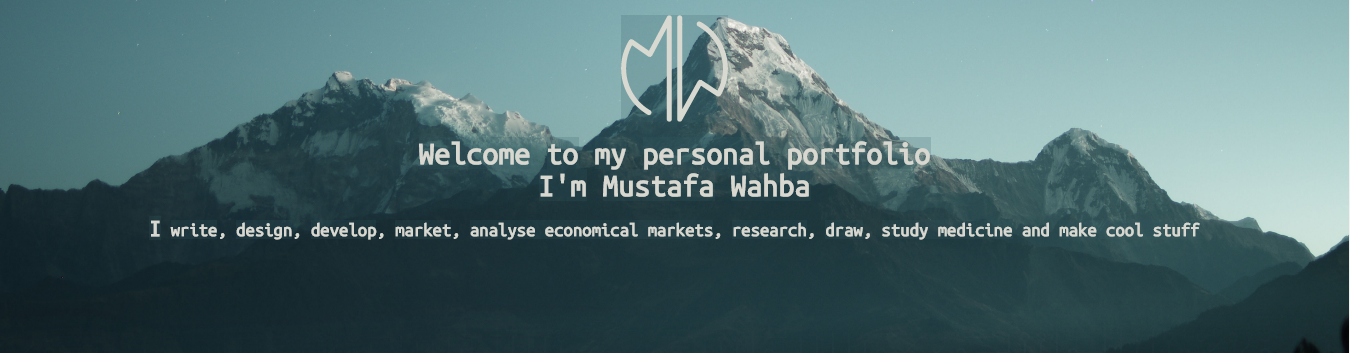 Welcome to my personal portfolio
I'm Mustafa Wahba
I write, design, develop, market, analyse economical markets, research, draw, study medicine and make cool stuff